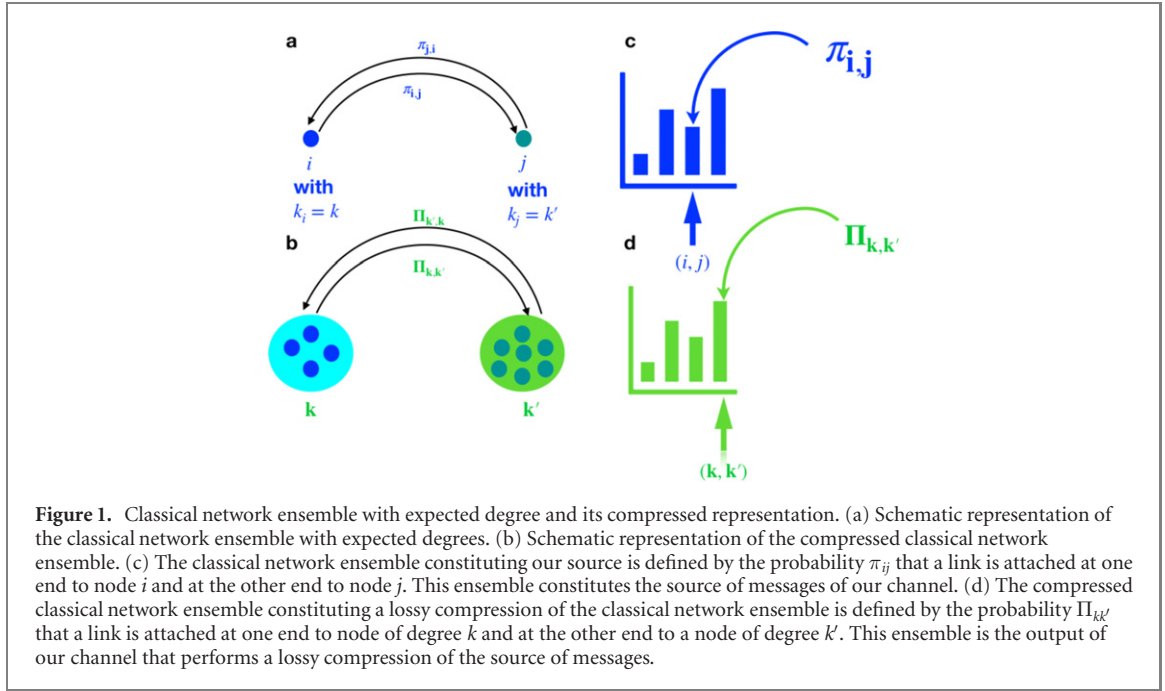 a
π_{j,i}
π_{i,j}
i
with
k_i = k
j
with
k_j = k′
b
Π_{k′,k}
Π_{k,k′}
k
k′
c
π_{i,j}
(i, j)
d
Π_{k,k′}
(k, k′)
Figure 1. Classical network ensemble with expected degree and its compressed representation. (a) Schematic representation of
the classical network ensemble with expected degrees. (b) Schematic representation of the compressed classical network
ensemble. (c) The classical network ensemble constituting our source is defined by the probability π_{ij} that a link is attached at one
end to node i and at the other end to node j. This ensemble constitutes the source of messages of our channel. (d) The compressed
classical network ensemble constituting a lossy compression of the classical network ensemble is defined by the probability Π_{kk′}
that a link is attached at one end to node of degree k and at the other end to a node of degree k′. This ensemble is the output of
our channel that performs a lossy compression of the source of messages.